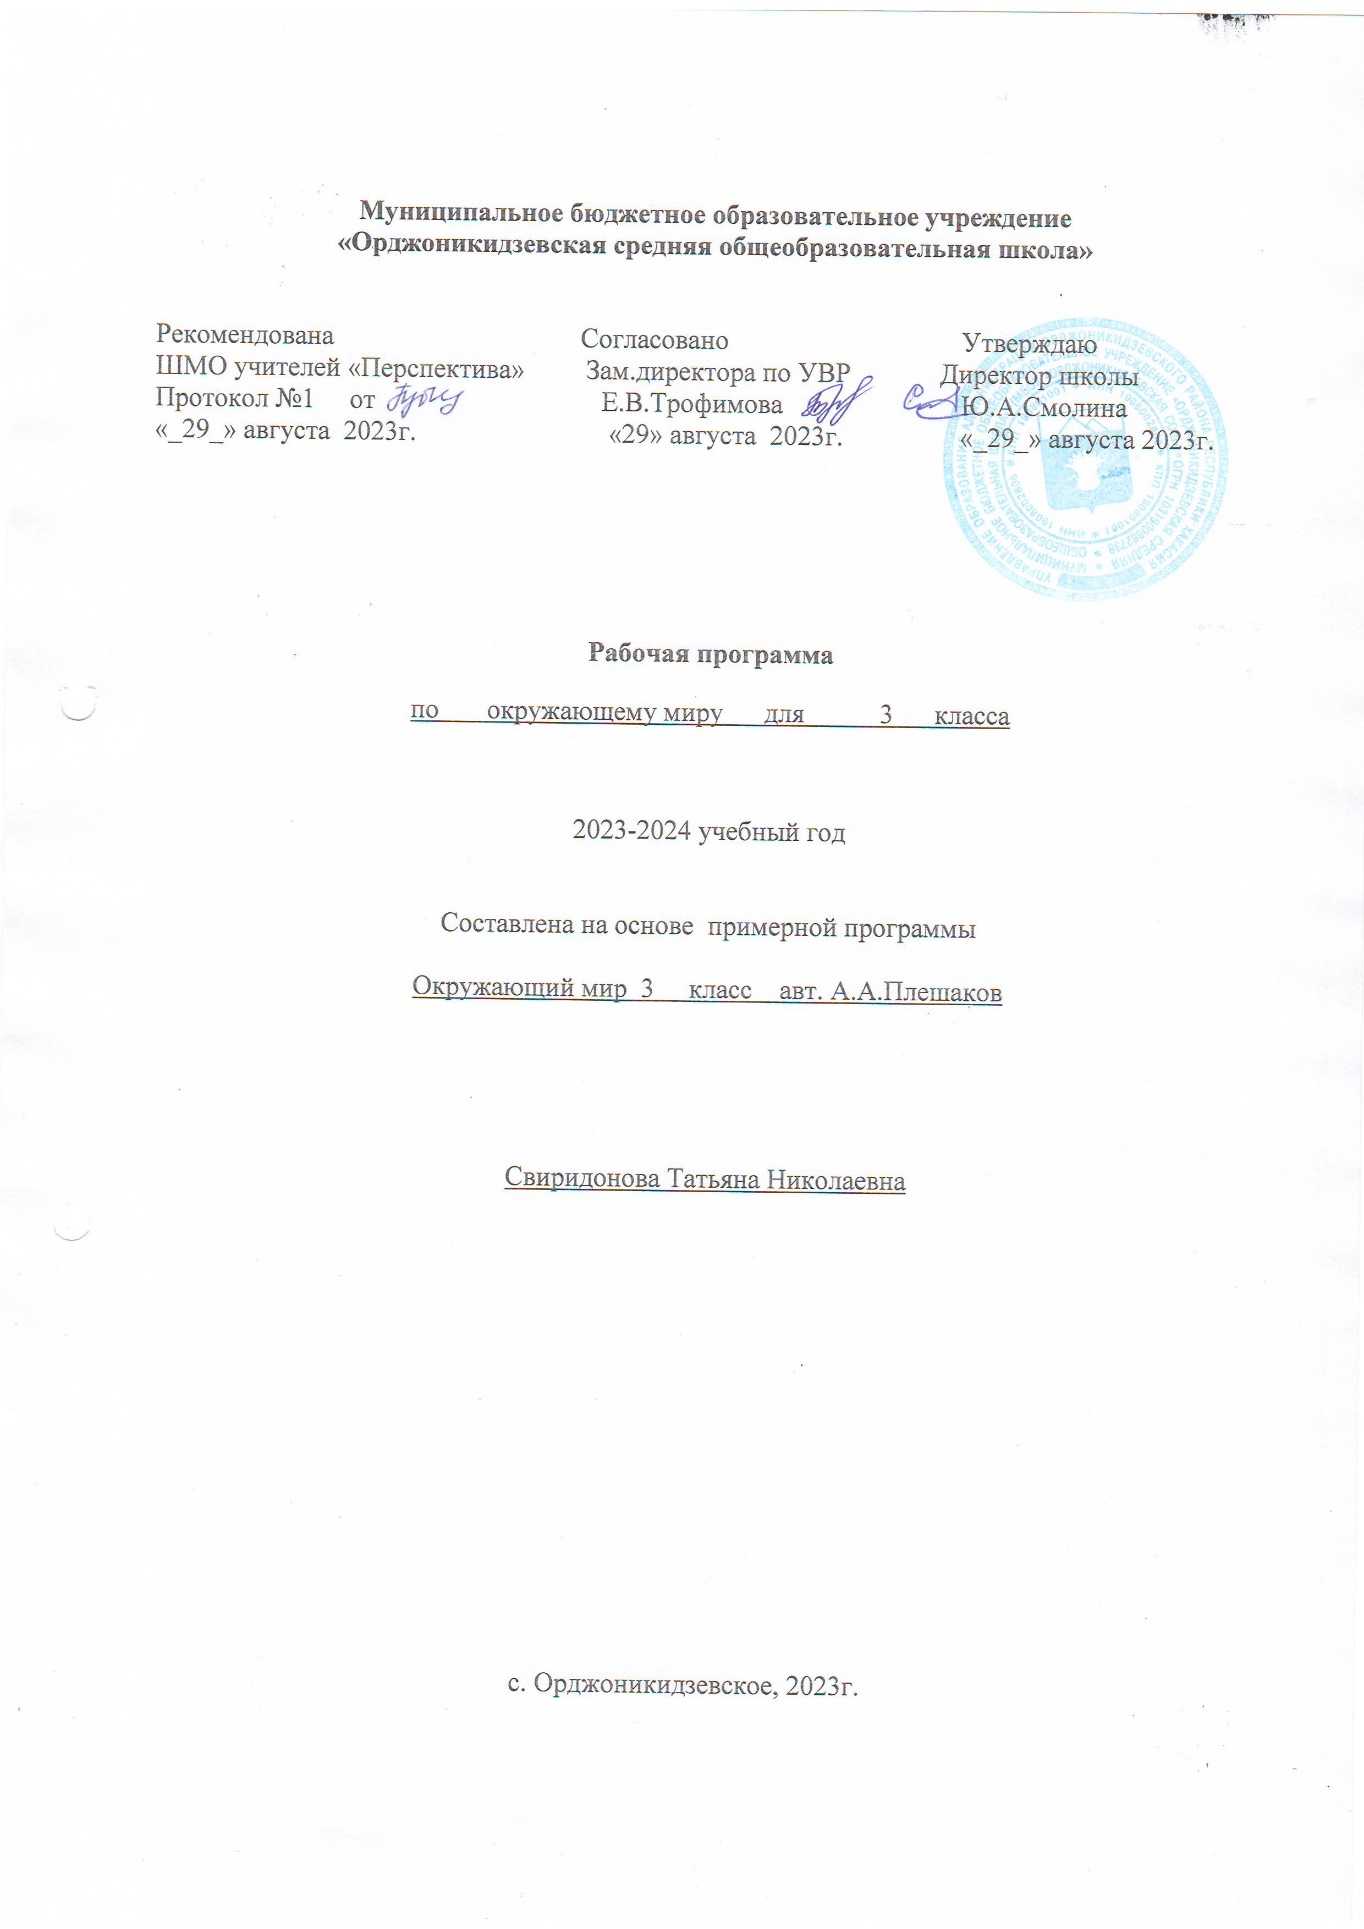 Муниципальное бюджетное образовательное учреждение
«Орджоникидзевская средняя общеобразовательная школа»
Рекомендована Согласовано Утверждаю
ШМО учителей «Перспектива» Зам.директора по УВР Директор школы
Протокол №1 от Е.В.Трофимова Ю.А.Смолина
«_29_» августа 2023г. «29» августа 2023г. «_29_» августа 2023г.
Рабочая программа
по окружающему миру для 3 класса
2023-2024 учебный год
Составлена на основе примерной программы
Окружающий мир 3 класс авт. А.А.Плешаков
Свиридонова Татьяна Николаевна
с. Орджоникидзевское, 2023г.